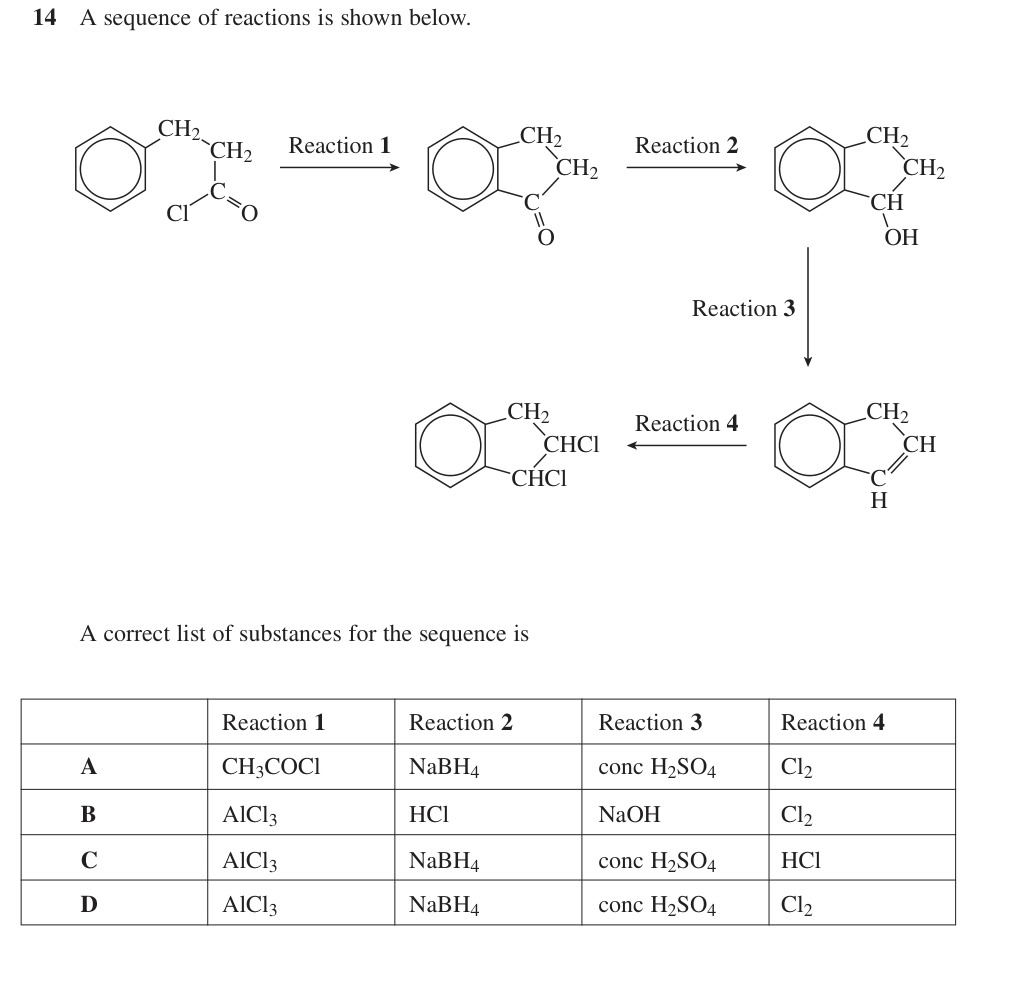 14 A sequence of reactions is shown below.
CH₂ CH₂ C Cl O
Reaction 1
CH₂ CH₂ C O
Reaction 2
CH₂ CH₂ CH OH
Reaction 3
CH₂ CHCl CHCl
Reaction 4
CH₂ CH C H
A correct list of substances for the sequence is
Reaction 1 Reaction 2 Reaction 3 Reaction 4
A CH₃COCl NaBH₄ conc H₂SO₄ Cl₂
B AlCl₃ HCl NaOH Cl₂
C AlCl₃ NaBH₄ conc H₂SO₄ HCl
D AlCl₃ NaBH₄ conc H₂SO₄ Cl₂